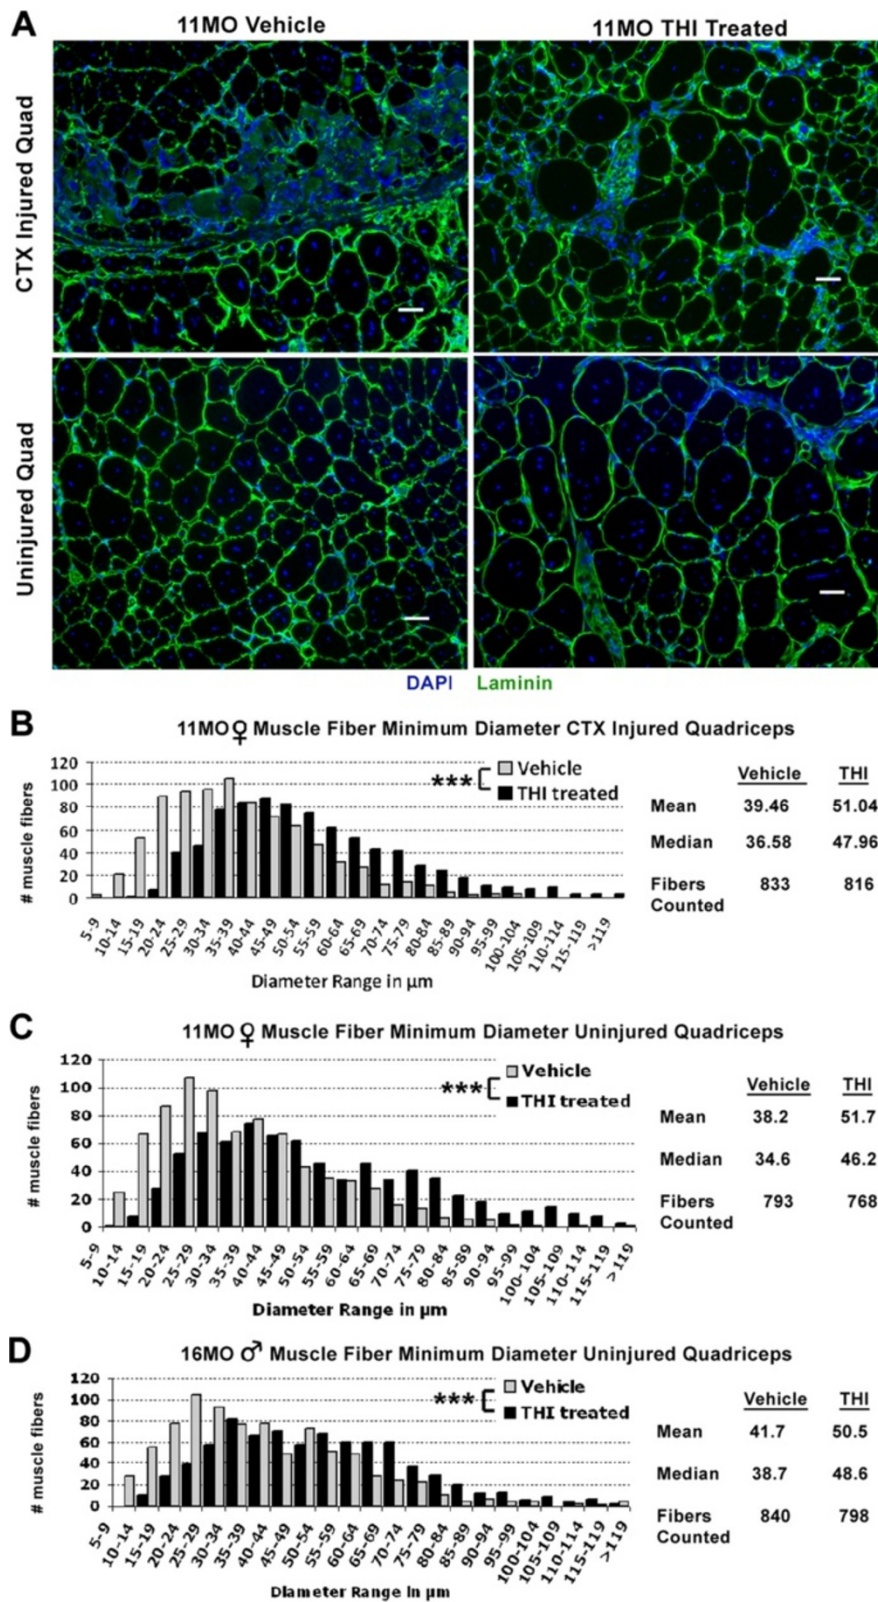 A
11MO Vehicle
11MO THI Treated
CTX Injured Quad
Uninjured Quad
DAPI Laminin
B
11MO♀ Muscle Fiber Minimum Diameter CTX Injured Quadriceps
# muscle fibers
120
100
80
60
40
20
0
*** Vehicle
THI treated
5-9 10-14 15-19 20-24 25-29 30-34 35-39 40-44 45-49 50-54 55-59 60-64 65-69 70-74 75-79 80-84 85-89 90-94 95-99 100-104 105-109 110-114 115-119 >119
Diameter Range in µm
Vehicle THI
Mean 39.46 51.04
Median 36.58 47.96
Fibers Counted 833 816
C
11MO ♀ Muscle Fiber Minimum Diameter Uninjured Quadriceps
# muscle fibers
120
100
80
60
40
20
0
*** Vehicle
THI treated
5-9 10-14 15-19 20-24 25-29 30-34 35-39 40-44 45-49 50-54 55-59 60-64 65-69 70-74 75-79 80-84 85-89 90-94 95-99 100-104 105-109 110-114 115-119 >119
Diameter Range in µm
Vehicle THI
Mean 38.2 51.7
Median 34.6 46.2
Fibers Counted 793 768
D
16MO ♂ Muscle Fiber Minimum Diameter Uninjured Quadriceps
# muscle fibers
120
100
80
60
40
20
0
*** Vehicle
THI treated
5-9 10-14 15-19 20-24 25-29 30-34 35-39 40-44 45-49 50-54 55-59 60-64 65-69 70-74 75-79 80-84 85-89 90-94 95-99 100-104 105-109 110-114 115-119 >119
Diameter Range in µm
Vehicle THI
Mean 41.7 50.5
Median 38.7 48.6
Fibers Counted 840 798